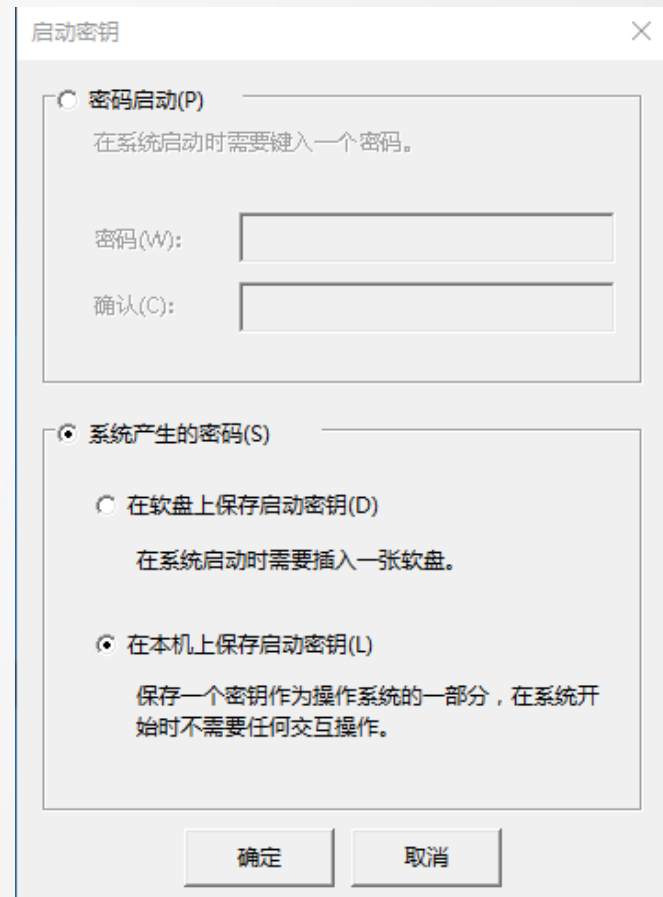 启动密钥
密码启动(P)
在系统启动时需要键入一个密码。
密码(W):
确认(C):
系统产生的密码(S)
在软盘上保存启动密钥(D)
在系统启动时需要插入一张软盘。
在本机上保存启动密钥(L)
保存一个密钥作为操作系统的一部分，在系统开
始时不需要任何交互操作。
确定
取消